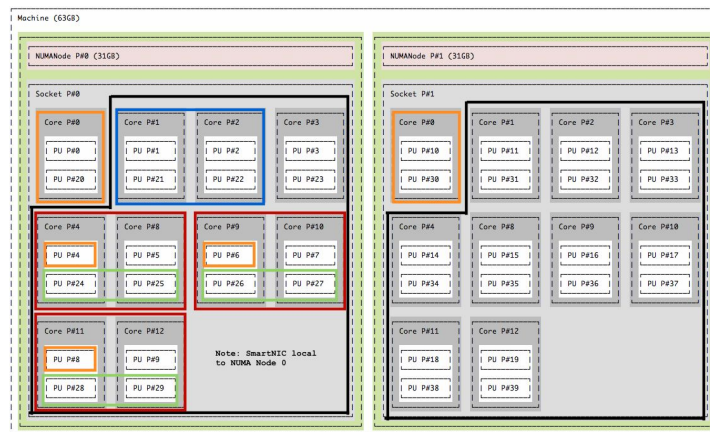 Machine (63GB)
NUMANode P#0 (31GB)
Socket P#0
Core P#0
Core P#1
Core P#2
Core P#3
PU P#0
PU P#1
PU P#2
PU P#3
PU P#20
PU P#21
PU P#22
PU P#23
Core P#4
Core P#8
Core P#9
Core P#10
PU P#4
PU P#5
PU P#6
PU P#7
PU P#24
PU P#25
PU P#26
PU P#27
Core P#11
Core P#12
PU P#8
PU P#9
PU P#28
PU P#29
Note: SmartNIC local
to NUMA Node 0
NUMANode P#1 (31GB)
Socket P#1
Core P#0
Core P#1
Core P#2
Core P#3
PU P#10
PU P#11
PU P#12
PU P#13
PU P#30
PU P#31
PU P#32
PU P#33
Core P#4
Core P#8
Core P#9
Core P#10
PU P#14
PU P#15
PU P#16
PU P#17
PU P#34
PU P#35
PU P#36
PU P#37
Core P#11
Core P#12
PU P#18
PU P#19
PU P#38
PU P#39